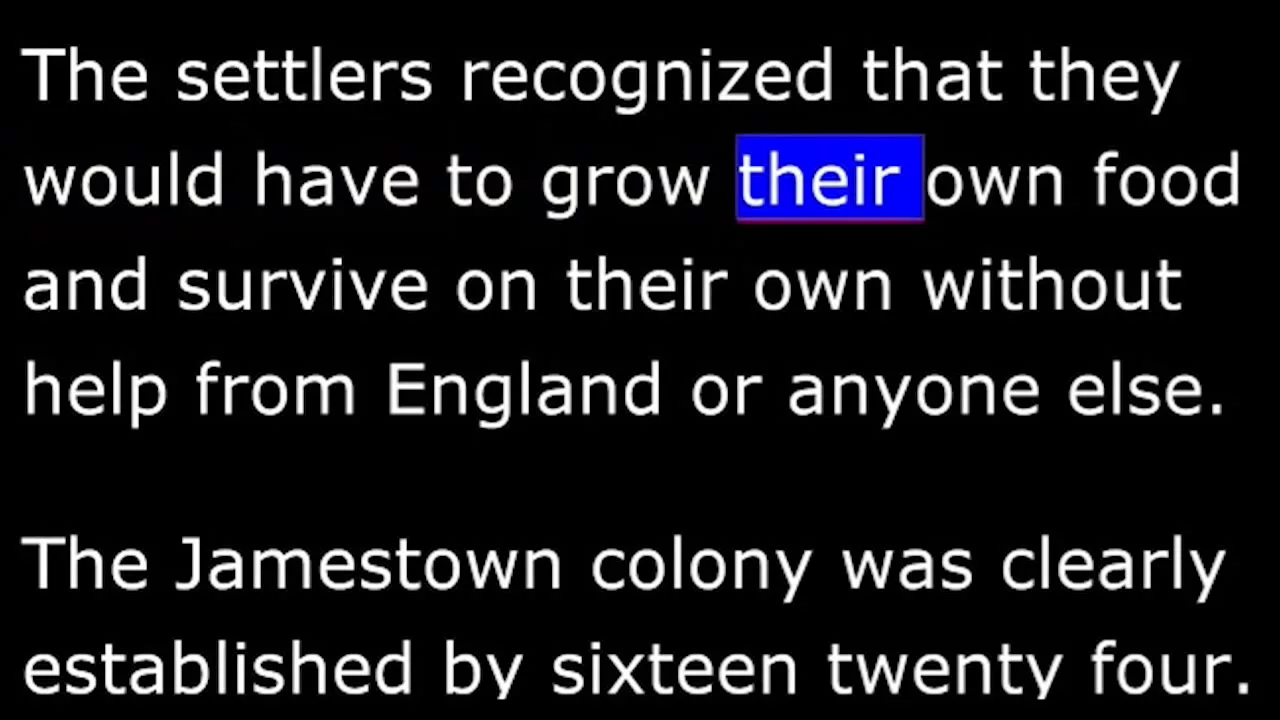 The settlers recognized that they
would have to grow their own food
and survive on their own without
help from England or anyone else.
The Jamestown colony was clearly
established by sixteen twenty four.